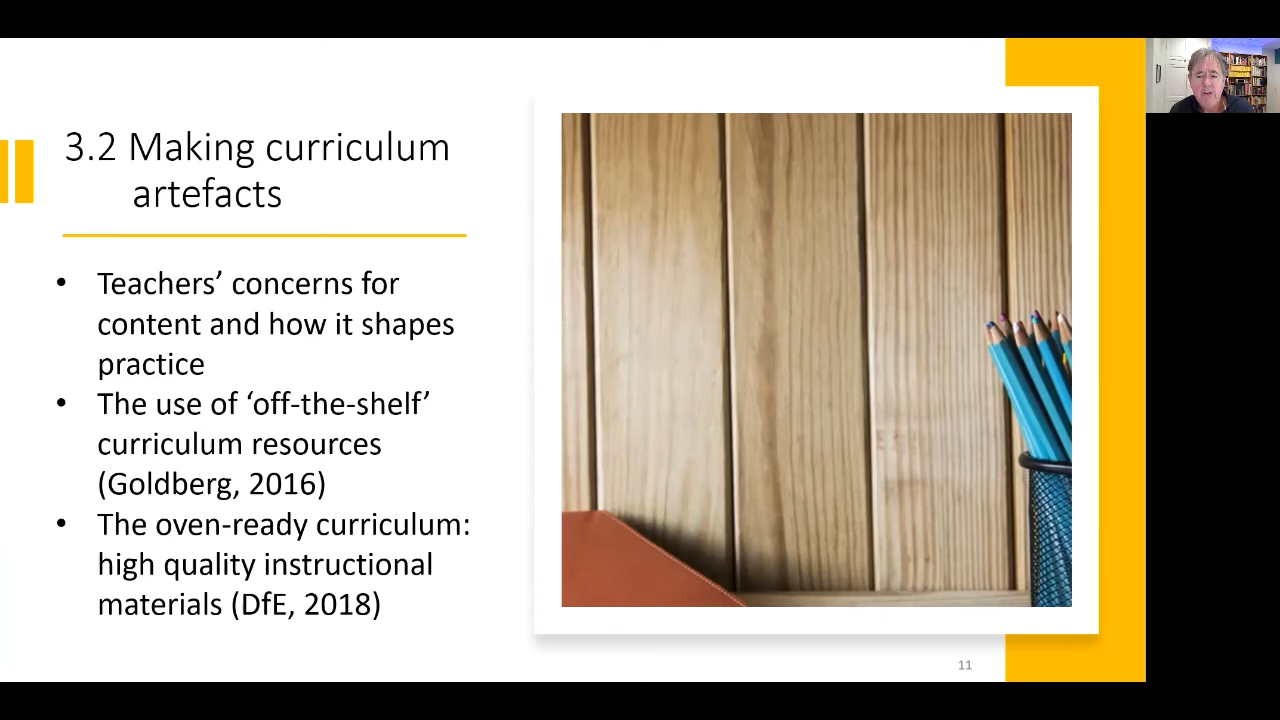 3.2 Making curriculum
artefacts
• Teachers’ concerns for
content and how it shapes
practice
• The use of ‘off-the-shelf’
curriculum resources
(Goldberg, 2016)
• The oven-ready curriculum:
high quality instructional
materials (DfE, 2018)
11